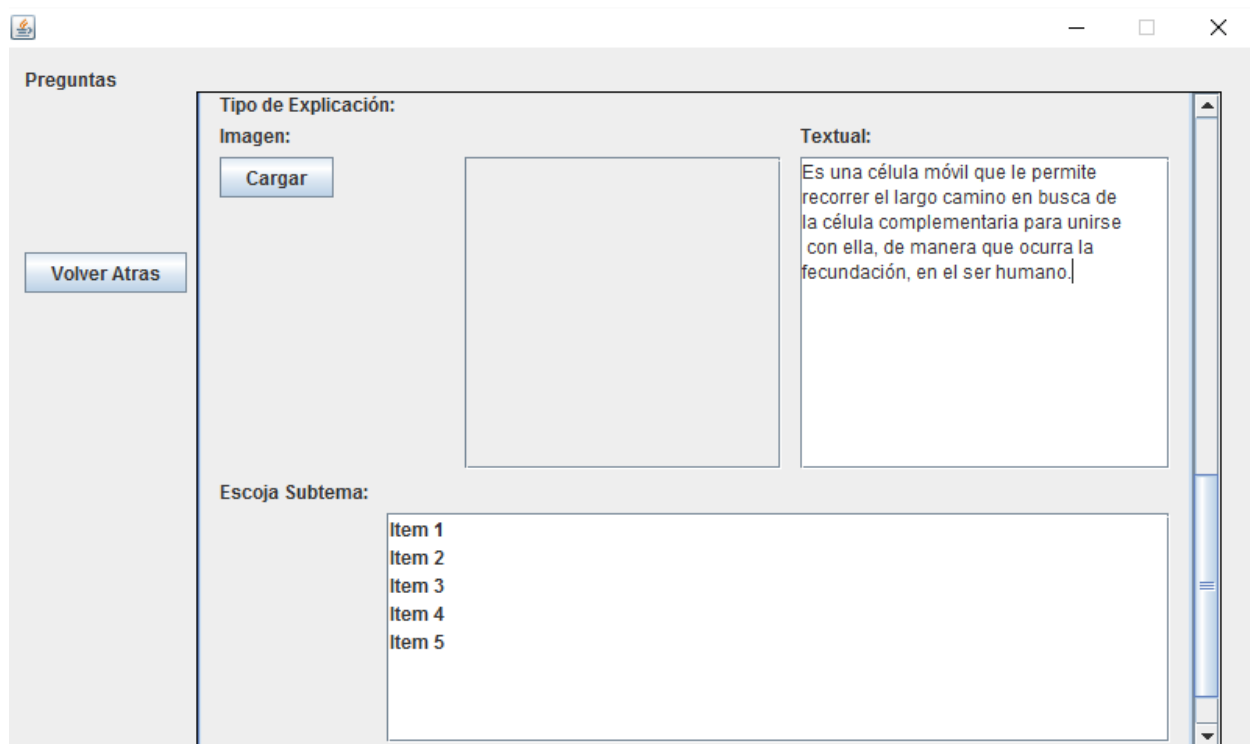 Preguntas
Tipo de Explicación:
Imagen:
Textual:
Cargar
Es una célula móvil que le permite
recorrer el largo camino en busca de
la célula complementaria para unirse
con ella, de manera que ocurra la
fecundación, en el ser humano.
Volver Atras
Escoja Subtema:
Item 1
Item 2
Item 3
Item 4
Item 5